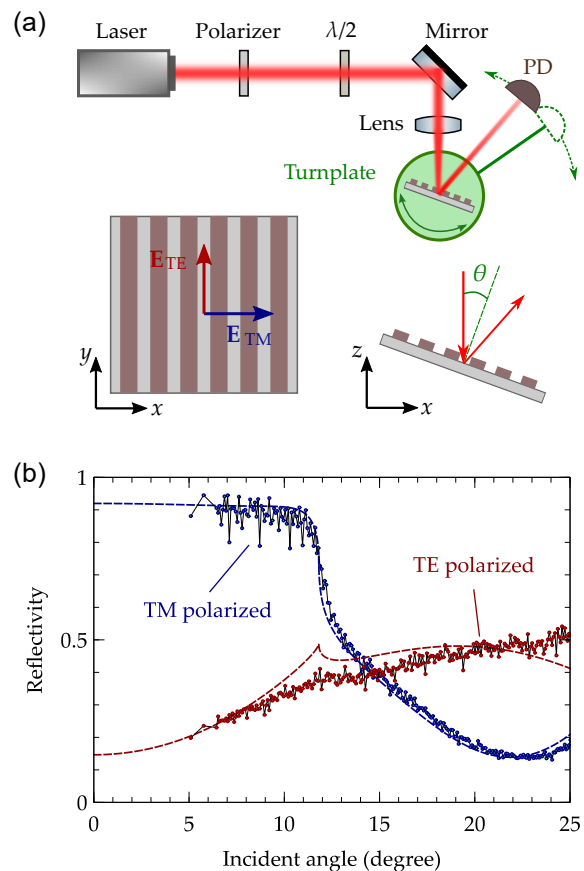 (a)
Laser
Polarizer
λ/2
Mirror
PD
Lens
Turnplate
E_TE
E_TM
y
x
θ
z
x
(b)
1
0.5
0
Reflectivity
TM polarized
TE polarized
0 5 10 15 20 25
Incident angle (degree)